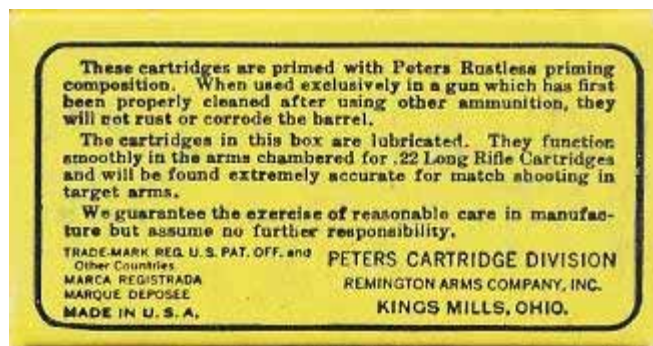 These cartridges are primed with Peters Rustless priming
composition. When used exclusively in a gun which has first
been properly cleaned after using other ammunition, they
will not rust or corrode the barrel.
The cartridges in this box are lubricated. They function
smoothly in the arms chambered for .22 Long Rifle Cartridges
and will be found extremely accurate for match shooting in
target arms.
We guarantee the exercise of reasonable care in manufac-
ture but assume no further responsibility.
TRADE-MARK REG. U.S. PAT. OFF. and
Other Countries
MARCA REGISTRADA
MARQUE DEPOSEE
MADE IN U.S.A.
PETERS CARTRIDGE DIVISION
REMINGTON ARMS COMPANY, INC.
KINGS MILLS, OHIO.